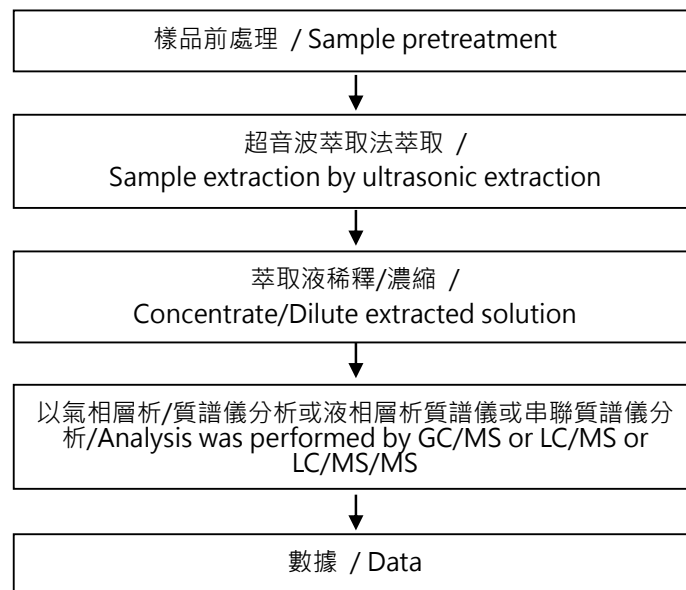 樣品前處理 / Sample pretreatment
超音波萃取法萃取 /
Sample extraction by ultrasonic extraction
萃取液稀釋/濃縮 /
Concentrate/Dilute extracted solution
以氣相層析/質譜儀分析或液相層析質譜儀或串聯質譜儀分
析/Analysis was performed by GC/MS or LC/MS or
LC/MS/MS
數據 / Data